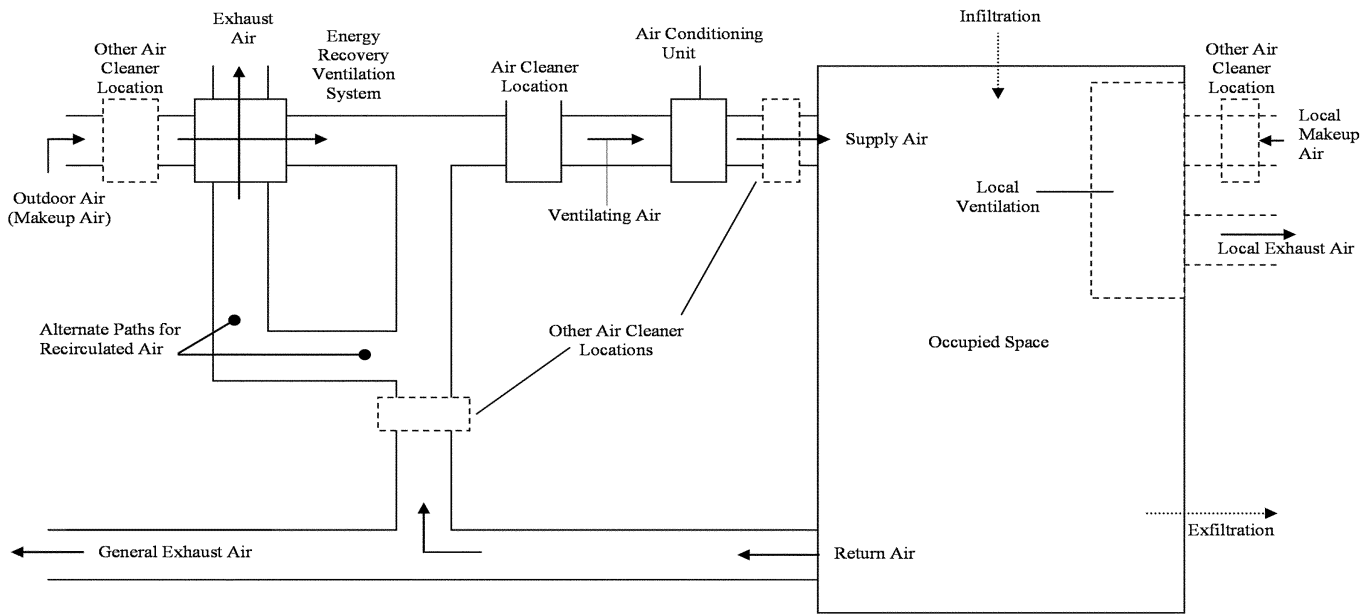 Exhaust
Air
Infiltration
Other Air
Cleaner
Location
Energy
Recovery
Ventilation
System
Air Cleaner
Location
Air Conditioning
Unit
Other Air
Cleaner
Location
Local
Makeup
Air
Supply Air
Outdoor Air
(Makeup Air)
Ventilating Air
Local
Ventilation
Local Exhaust Air
Alternate Paths for
Recirculated Air
Other Air Cleaner
Locations
Occupied Space
Exfiltration
General Exhaust Air
Return Air